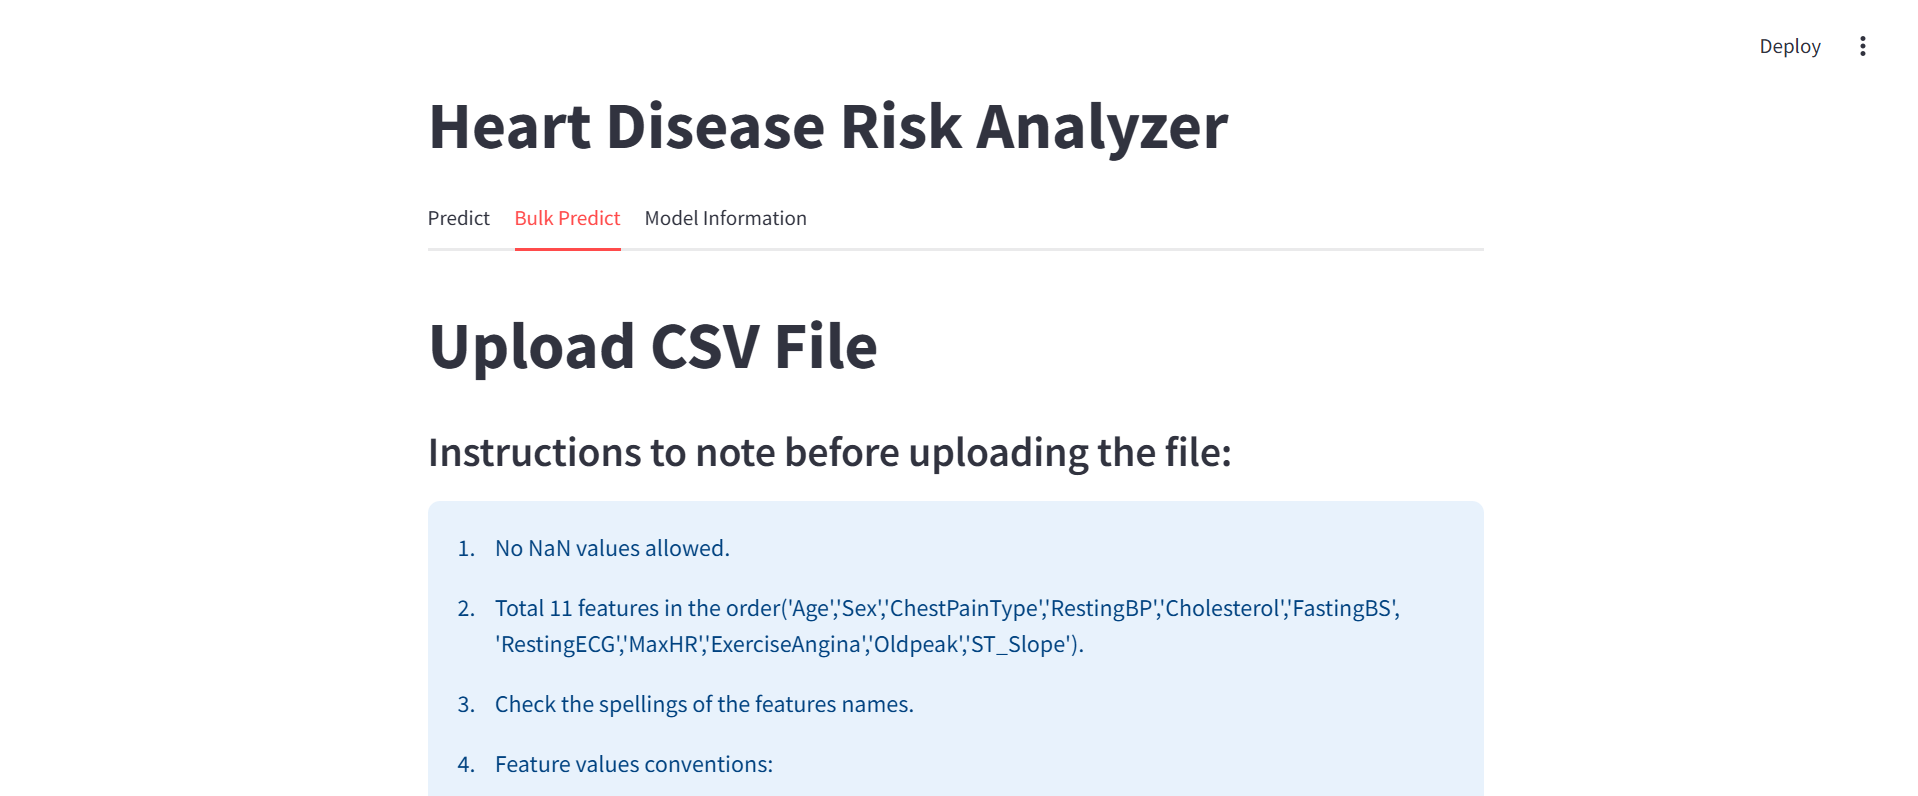 Deploy
Heart Disease Risk Analyzer
Predict Bulk Predict Model Information
Upload CSV File
Instructions to note before uploading the file:
1. No NaN values allowed.
2. Total 11 features in the order('Age','Sex','ChestPainType','RestingBP','Cholesterol','FastingBS',
'RestingECG','MaxHR','ExerciseAngina','Oldpeak','ST_Slope').
3. Check the spellings of the features names.
4. Feature values conventions: